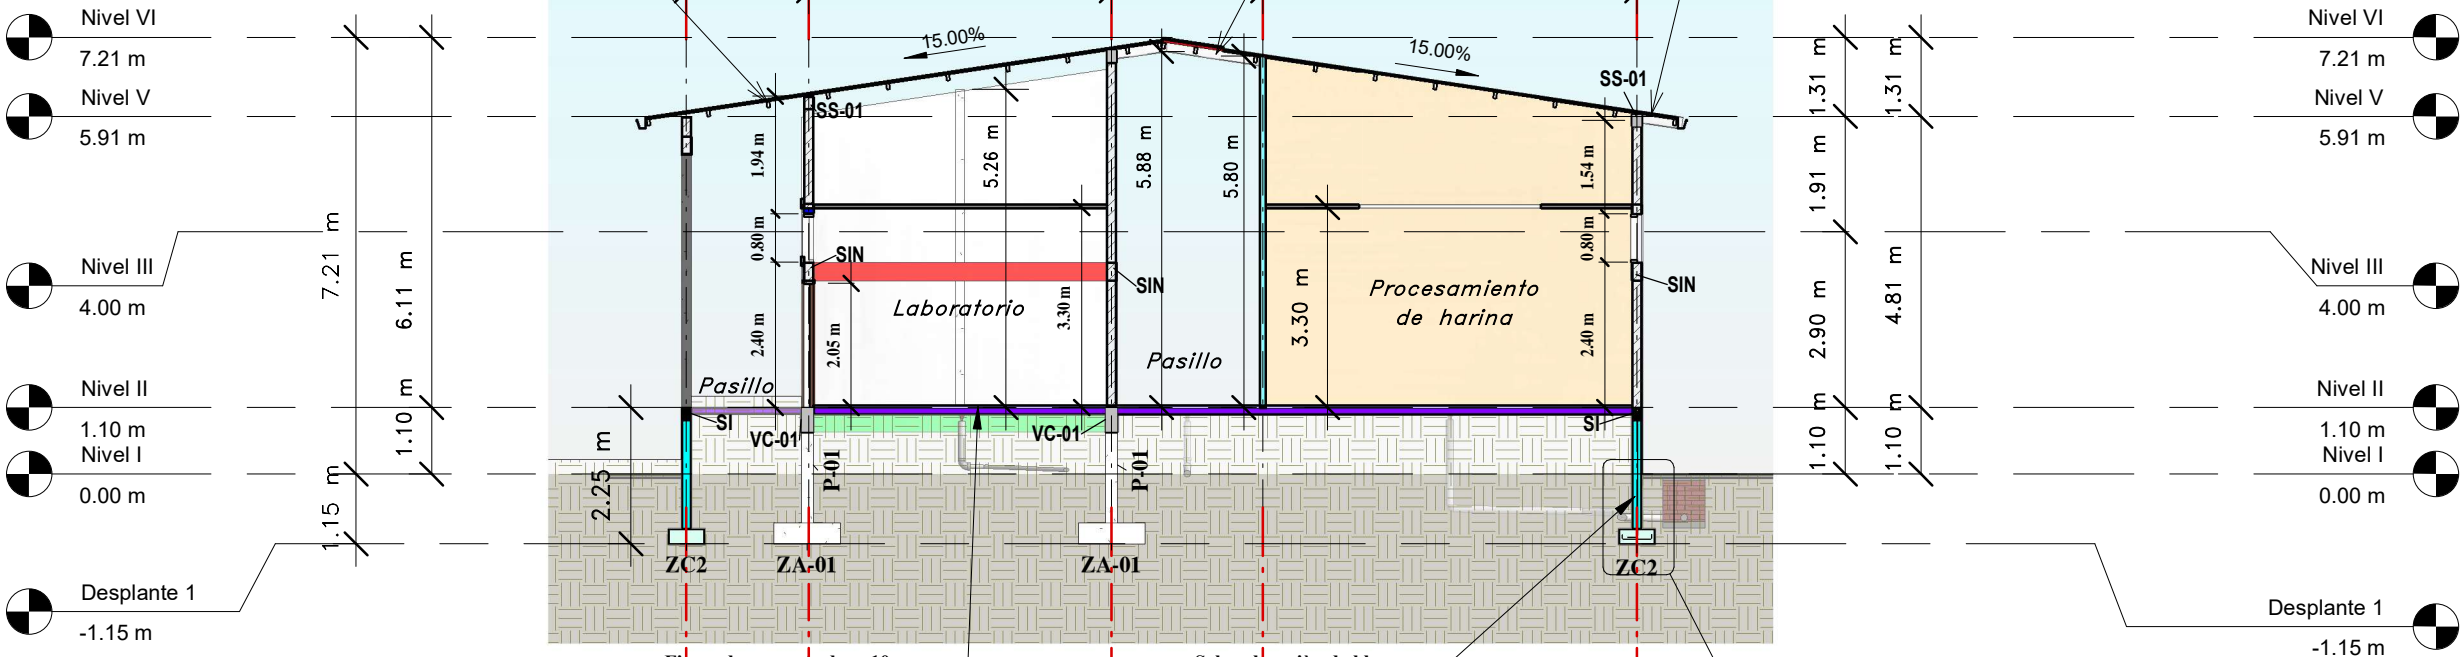 Nivel VI
7.21 m
Nivel V
5.91 m
Nivel III
4.00 m
Nivel II
1.10 m
Nivel I
0.00 m
Desplante 1
-1.15 m
7.21 m
1.15 m
6.11 m
1.10 m
2.25 m
15.00%
15.00%
SS-01
SS-01
1.94 m
0.80 m
2.40 m
2.05 m
5.26 m
3.30 m
5.88 m
5.80 m
3.30 m
1.54 m
0.80 m
2.40 m
SIN
SIN
SIN
Laboratorio
Procesamiento
de harina
Pasillo
Pasillo
SI
VC-01
VC-01
SI
P-01
P-01
ZC2
ZA-01
ZA-01
ZC2
1.31 m
1.91 m
2.90 m
1.10 m
1.31 m
4.81 m
1.10 m
Nivel VI
7.21 m
Nivel V
5.91 m
Nivel III
4.00 m
Nivel II
1.10 m
Nivel I
0.00 m
Desplante 1
-1.15 m